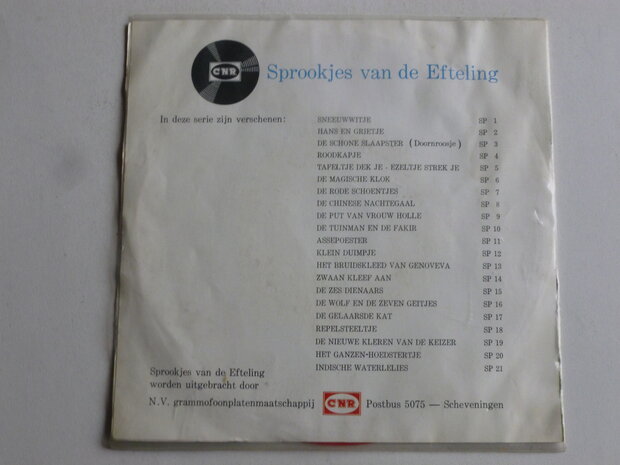 CNR
Sprookjes van de Efteling
In deze serie zijn verschenen:
SNEEUWWITJE SP 1
HANS EN GRIETJE SP 2
DE SCHONE SLAAPSTER (Doornroosje) SP 3
ROODKAPJE SP 4
TAFELTJE DEK JE - EZELTJE STREK JE SP 5
DE MAGISCHE KLOK SP 6
DE RODE SCHOENTJES SP 7
DE CHINESE NACHTEGAAL SP 8
DE PUT VAN VROUW HOLLE SP 9
DE TUINMAN EN DE FAKIR SP 10
ASSEPOESTER SP 11
KLEIN DUIMPJE SP 12
HET BRUIDSKLEED VAN GENOVEVA SP 13
ZWAAN KLEEF AAN SP 14
DE ZES DIENAARS SP 15
DE WOLF EN DE ZEVEN GEITJES SP 16
DE GELAARSDE KAT SP 17
REPELSTEELTJE SP 18
DE NIEUWE KLEREN VAN DE KEIZER SP 19
HET GANZEN-HOEDSTERTJE SP 20
INDISCHE WATERLELIES SP 21
Sprookjes van de Efteling
worden uitgebracht door
N.V. grammofoonplatenmaatschappij CNR Postbus 5075 — Scheveningen